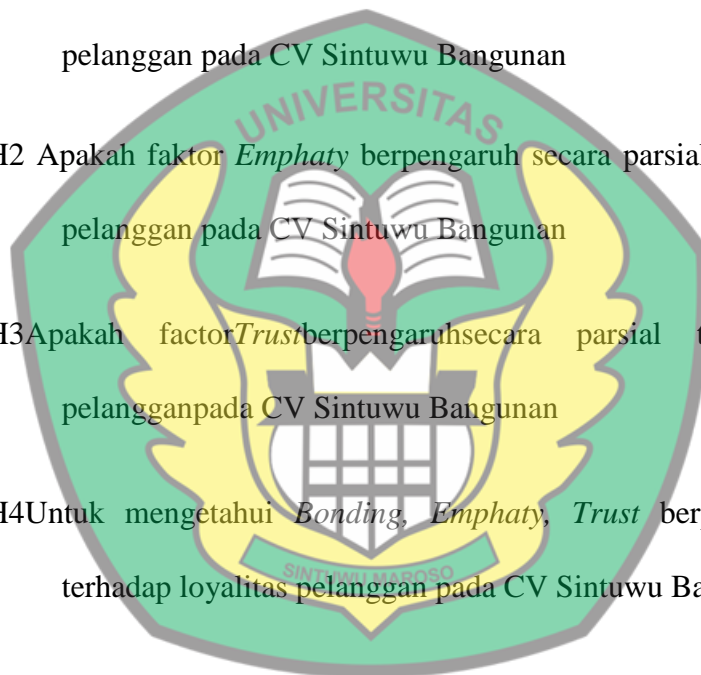 pelanggan pada CV Sintuwu Bangunan
UNIVERSITAS
H2 Apakah faktor Emphaty berpengaruh secara parsial
pelanggan pada CV Sintuwu Bangunan
H3Apakah factorTrustberpengaruhsecara parsial
pelangganpada CV Sintuwu Bangunan
H4Untuk mengetahui Bonding, Emphaty, Trust
SINTUWU MAROSO
terhadap loyalitas pelanggan pada CV Sintuwu